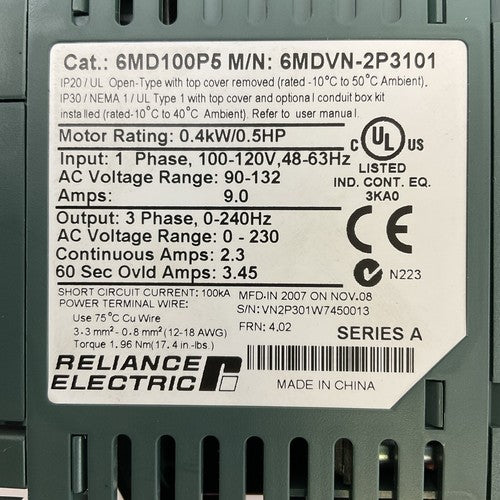 Cat.: 6MD100P5 M/N: 6MDVN-2P3101
IP20 / UL Open-Type with top cover removed (rated -10°C to 50°C Ambient).
IP30 / NEMA 1 / UL Type 1 with top cover and optional conduit box kit
installed (rated-10°C to 40°C Ambient). Refer to user manual.
Motor Rating: 0.4kW/0.5HP
Input: 1 Phase, 100-120V,48-63Hz
AC Voltage Range: 90-132
Amps: 9.0
C UL US
LISTED
IND. CONT. EQ.
3KA0
Output: 3 Phase, 0-240Hz
AC Voltage Range: 0 - 230
Continuous Amps: 2.3
60 Sec Ovld Amps: 3.45
CE
N223
SHORT CIRCUIT CURRENT: 100kA
POWER TERMINAL WIRE:
Use 75°C Cu Wire
3.3 mm² - 0.8 mm² (12-18 AWG)
Torque 1.96 Nm(17.4 in.-lbs.)
MFD.IN 2007 ON NOV.08
S/N: VN2P301W7450013
FRN: 4.02
SERIES A
RELIANCE
ELECTRIC
MADE IN CHINA